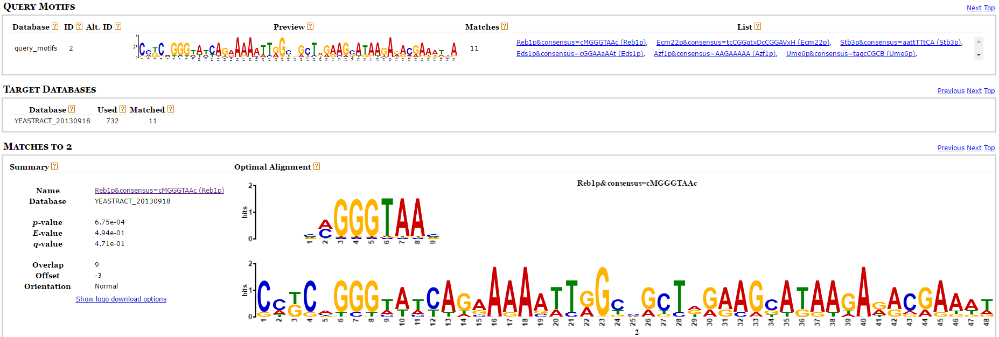 QUERY MOTIFS
Next Top
Database ? ID ? Alt. ID ? Preview ? Matches ? List ?
query_motifs 2 11 Reb1p&consensus=cMGGGTAAc (Reb1p), Ecm22p&consensus=tcCGGqtxDcCGGAVxH (Ecm22p), Stb3p&consensus=aattTTtCA (Stb3p),
Eds1p&consensus=cGGAAaAAt (Eds1p), Azf1p&consensus=AAGAAAAA (Azf1p), Ume6p&consensus=taqcCGCB (Ume6p),
TARGET DATABASES
Previous Next Top
Database ? Used ? Matched ?
YEASTRACT_20130918 732 11
MATCHES TO 2
Previous Next Top
Summary ? Optimal Alignment ?
Reb1p&consensus=cMGGGTAAc
Name Reb1p&consensus=cMGGGTAAc (Reb1p)
Database YEASTRACT_20130918
p-value 6.75e-04
E-value 4.94e-01
q-value 4.71e-01
Overlap 9
Offset -3
Orientation Normal
Show logo download options
2
bits
1
0
GGGTAA
1 2 3 4 5 6 7 8 9
2
bits
1
0
1 2 3 4 5 6 7 8 9 10 11 12 13 14 15 16 17 18 19 20 21 22 23 24 25 26 27 28 29 30 31 32 33 34 35 36 37 38 39 40 41 42 43 44 45 46 47 48
2